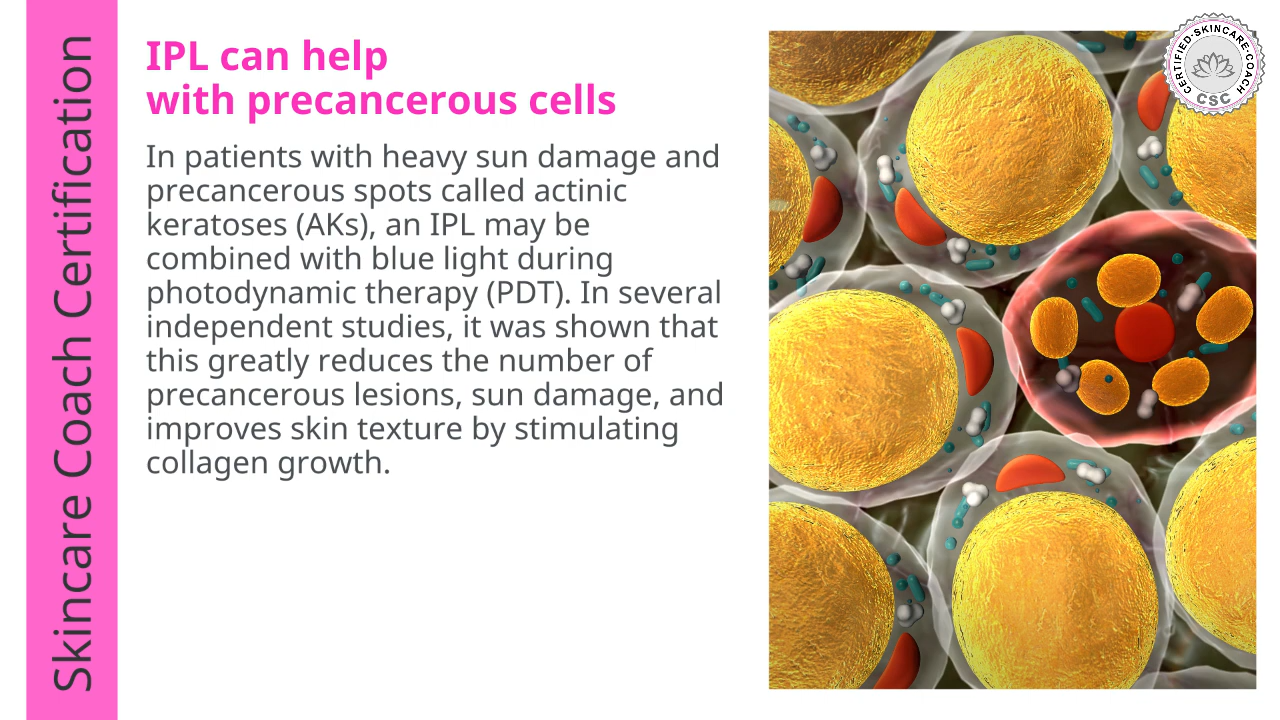 Skincare Coach Certification
IPL can help
with precancerous cells
In patients with heavy sun damage and
precancerous spots called actinic
keratoses (AKs), an IPL may be
combined with blue light during
photodynamic therapy (PDT). In several
independent studies, it was shown that
this greatly reduces the number of
precancerous lesions, sun damage, and
improves skin texture by stimulating
collagen growth.
CERTIFIED-SKINCARE-COACH
CSC